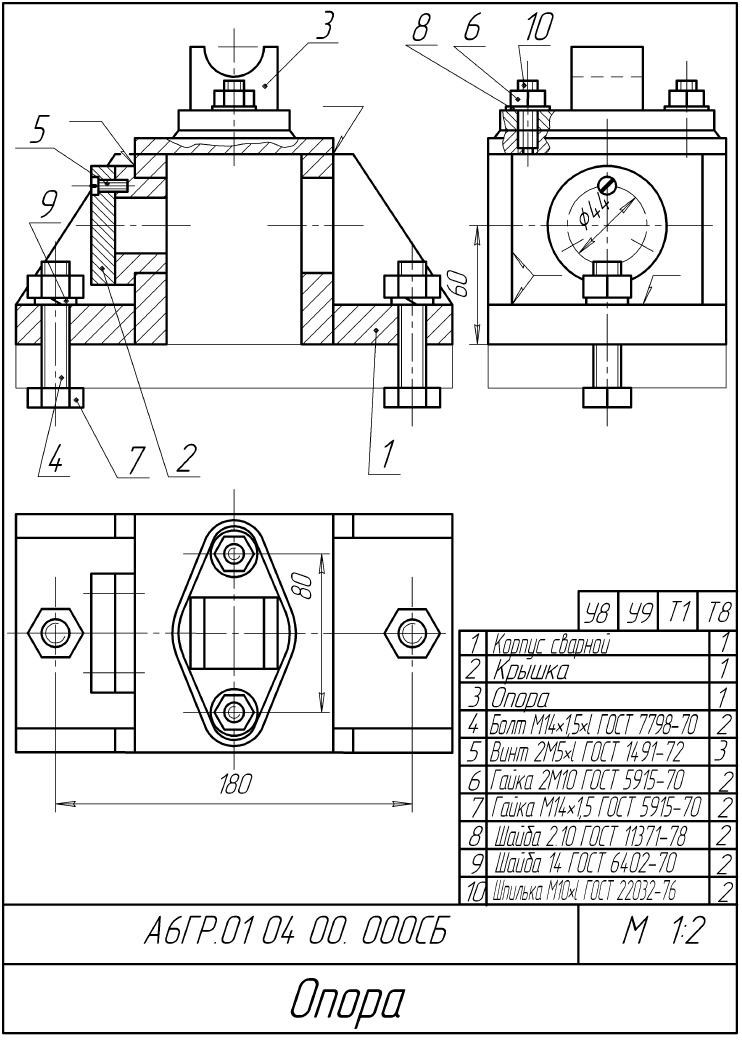 3
8 6 10
5
9
⌀44
60
4 7 2 1
80
180
У8 У9 Т1 Т8
1 Корпус сварной 1
2 Крышка 1
3 Опора 1
4 Болт М14×1,5×l ГОСТ 7798-70 2
5 Винт 2М5×l ГОСТ 1491-72 3
6 Гайка 2М10 ГОСТ 5915-70 2
7 Гайка М14×1,5 ГОСТ 5915-70 2
8 Шайба 2.10 ГОСТ 11371-78 2
9 Шайба 14 ГОСТ 6402-70 2
10 Шпилька М10×l ГОСТ 22032-76 2
А6ГР.01 04 00. 000СБ М 1:2
Опора